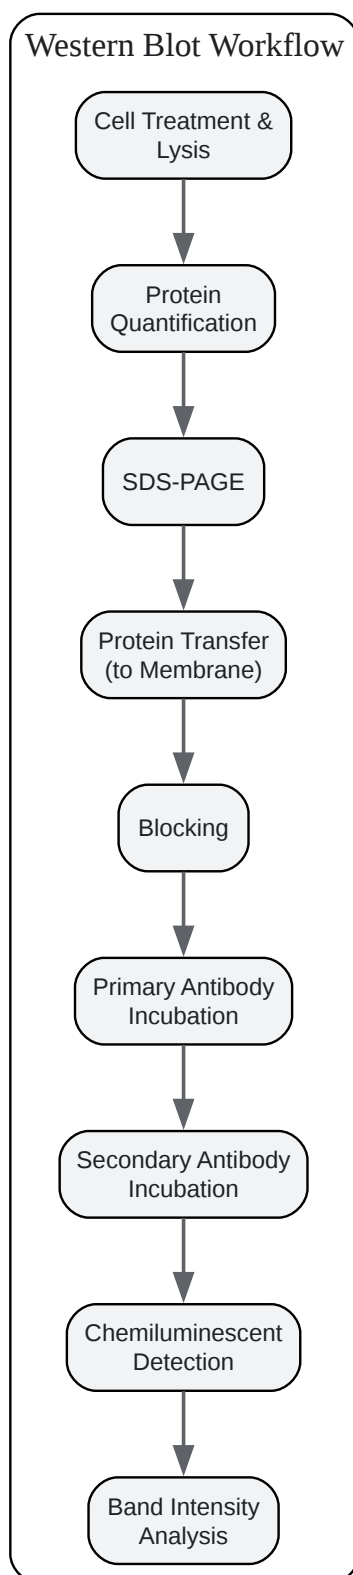 Western Blot Workflow
Cell Treatment &
Lysis
Protein
Quantification
SDS-PAGE
Protein Transfer
(to Membrane)
Blocking
Primary Antibody
Incubation
Secondary Antibody
Incubation
Chemiluminescent
Detection
Band Intensity
Analysis